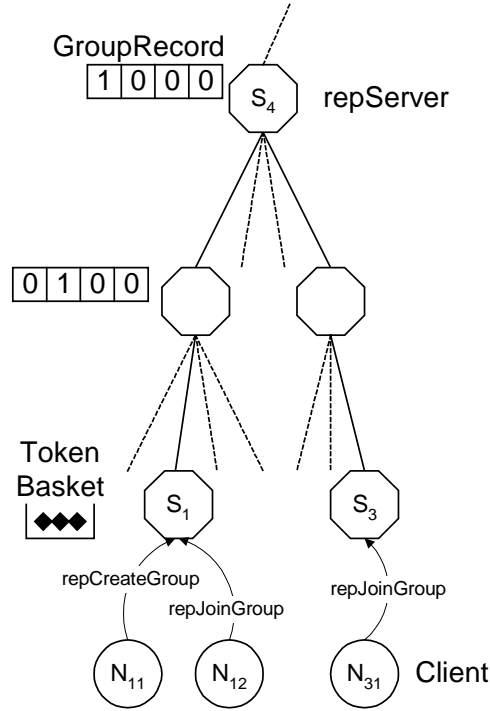 GroupRecord
1 0 0 0
S4
repServer
0 1 0 0
Token
Basket
S1
S3
repCreateGroup
repJoinGroup
repJoinGroup
N11
N12
N31
Client